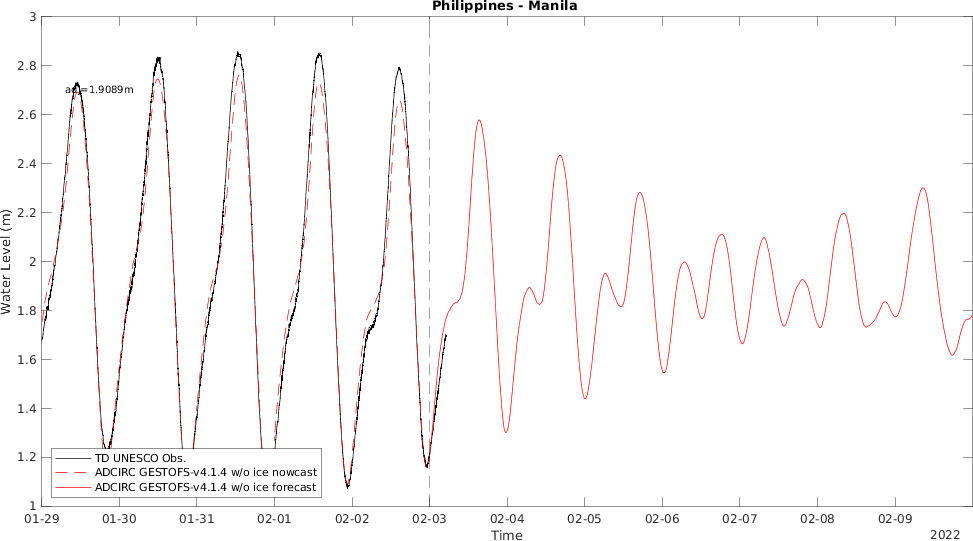 Philippines - Manila
3
2.8
2.6
2.4
2.2
2
1.8
1.6
1.4
1.2
1
Water Level (m)
=1.9089m
TD UNESCO Obs.
ADCIRC GESTOFS-v4.1.4 w/o ice nowcast
ADCIRC GESTOFS-v4.1.4 w/o ice forecast
01-29 01-30 01-31 02-01 02-02 02-03 02-04 02-05 02-06 02-07 02-08 02-09
Time
2022